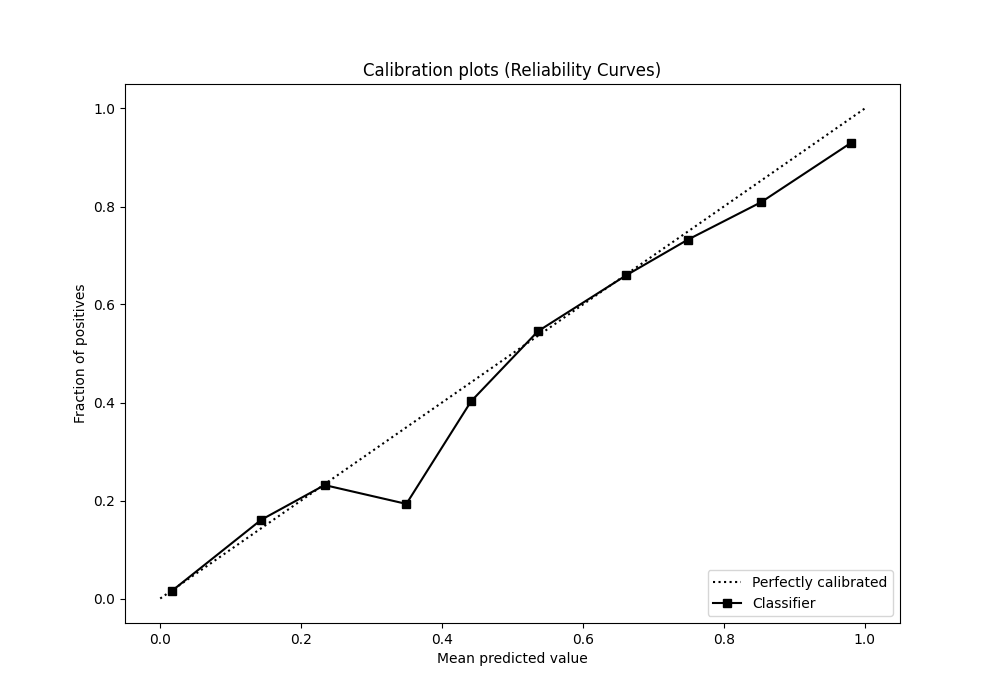 Calibration plots (Reliability Curves)
1.0
0.8
0.6
0.4
0.2
0.0
Fraction of positives
0.0 0.2 0.4 0.6 0.8 1.0
Mean predicted value
Perfectly calibrated
Classifier